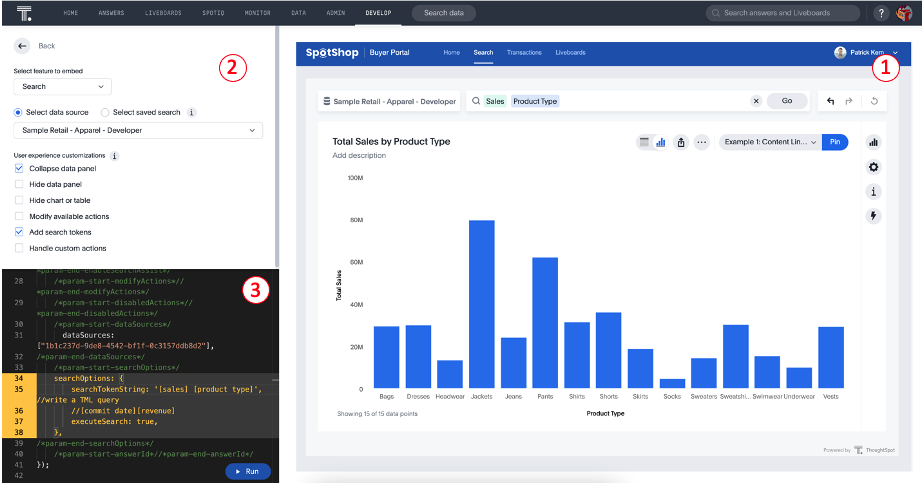 HOME ANSWERS LIVEBOARDS SPOTIQ MONITOR DATA ADMIN DEVELOP Search data Search answers and Liveboards ?
Back
2
Select feature to embed
Search
Select data source Select saved search i
Sample Retail - Apparel - Developer
User experience customizations i
Collapse data panel
Hide data panel
Hide chart or table
Modify available actions
Add search tokens
Handle custom actions
3
*param-end-enableSearchAssist*/
28 /*param-start-modifyActions*//
*param-end-modifyActions*/
29 /*param-start-disabledActions*//
*param-end-disabledActions*/
30 /*param-start-dataSources*/
31 dataSources:
["1b1c237d-9de8-4542-bf1f-0c3157ddb8d2"],
32 /*param-end-dataSources*/
33 /*param-start-searchOptions*/
34 searchOptions: {
35 searchTokenString: '[sales] [product type]',
//write a TML query
36 //[commit date][revenue]
37 executeSearch: true,
38 },
39 /*param-end-searchOptions*/
40 /*param-start-answerId*//*param-end-answerId*/
41 });
42
Run
SpotShop Buyer Portal Home Search Transactions Liveboards Patrick Kern
1
Sample Retail - Apparel - Developer Sales Product Type Go
Total Sales by Product Type
Add description
Example 1: Content Lin... Pin
100M
80M
60M
40M
20M
0
Total Sales
Bags Dresses Headwear Jackets Jeans Pants Shirts Shorts Skirts Socks Sweaters Sweatshi... Swimwear Underwear Vests
Showing 15 of 15 data points
Product Type
Powered by ThoughtSpot